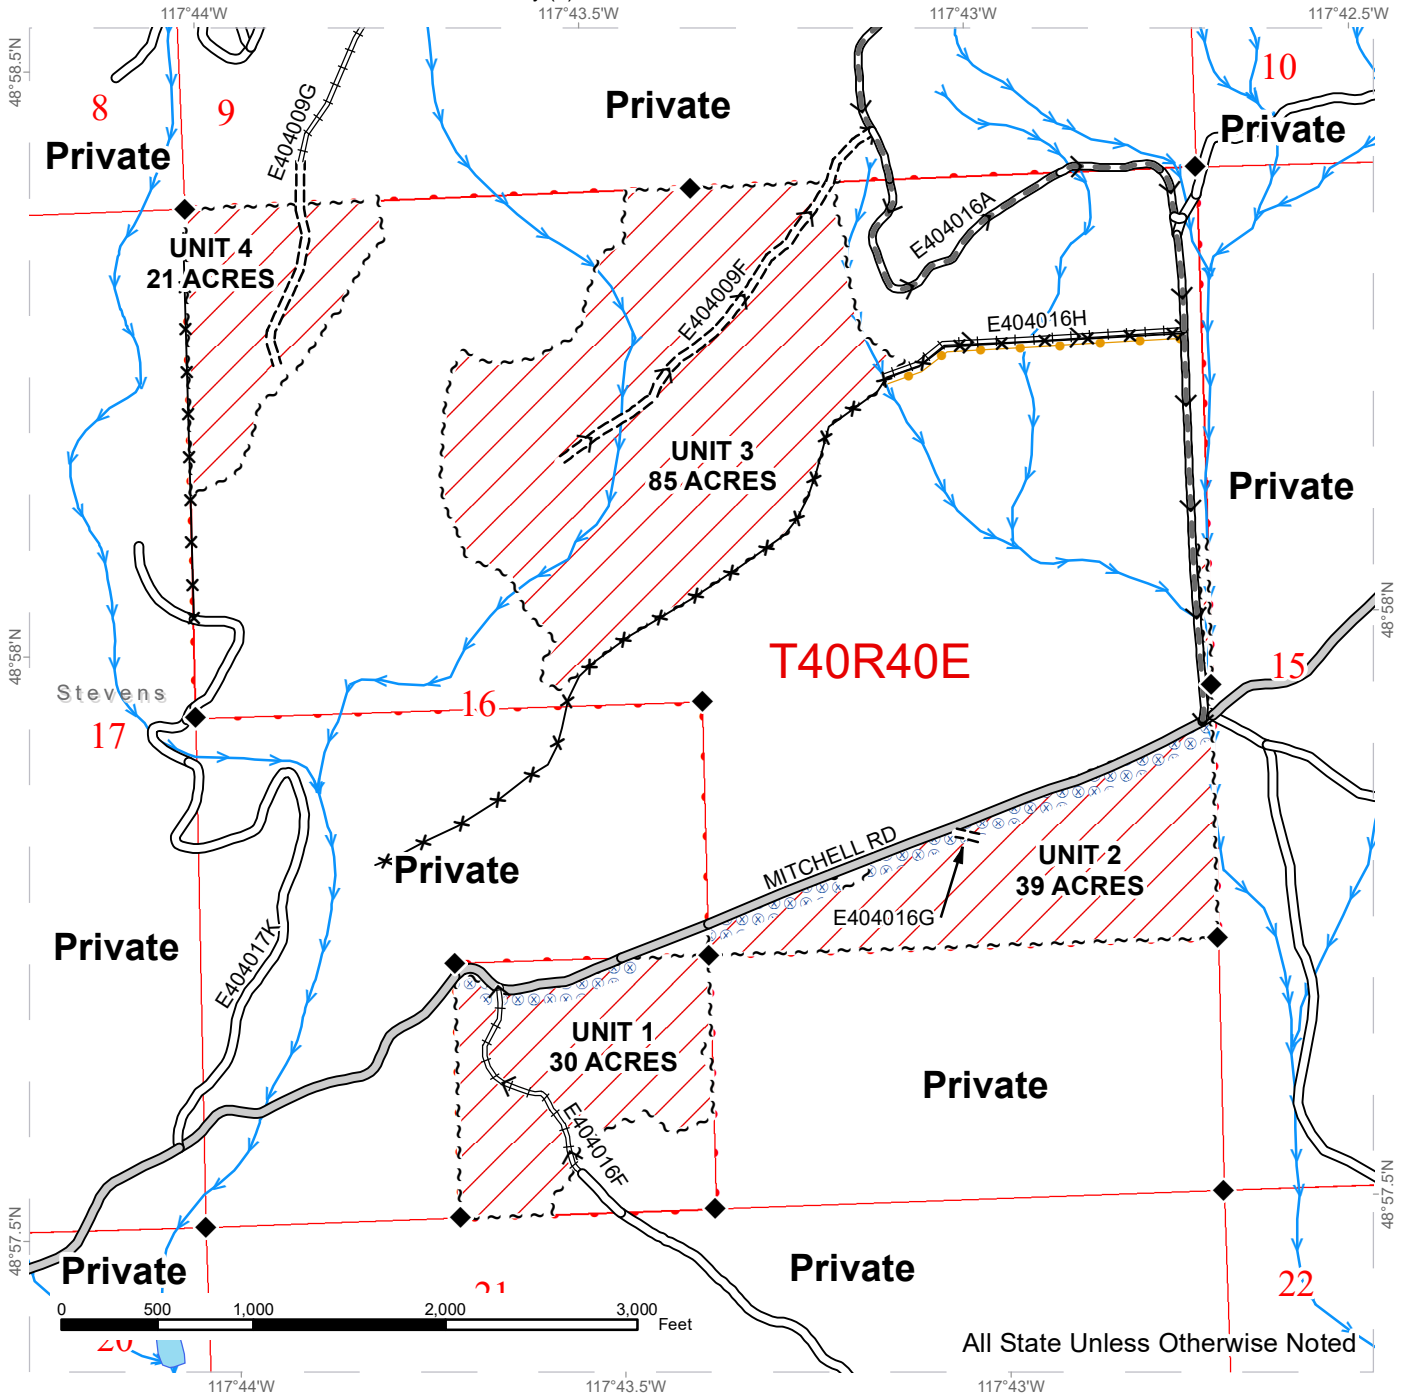 117°44'W
117°43.5'W
117°43'W
117°42.5'W
48°58.5'N
8
9
E404009G
Private
10
Private
Private
E404016A
UNIT 4
21 ACRES
E404009F
E404016H
UNIT 3
85 ACRES
Private
48°58'N
48°58'N
T40R40E
Stevens
16
15
17
MITCHELL RD
UNIT 2
39 ACRES
Private
E404016G
Private
E404017K
UNIT 1
30 ACRES
Private
E404016F
48°57.5'N
48°57.5'N
Private
Private
21
22
0
500
1,000
2,000
3,000
Feet
20
All State Unless Otherwise Noted
117°44'W
117°43.5'W
117°43'W